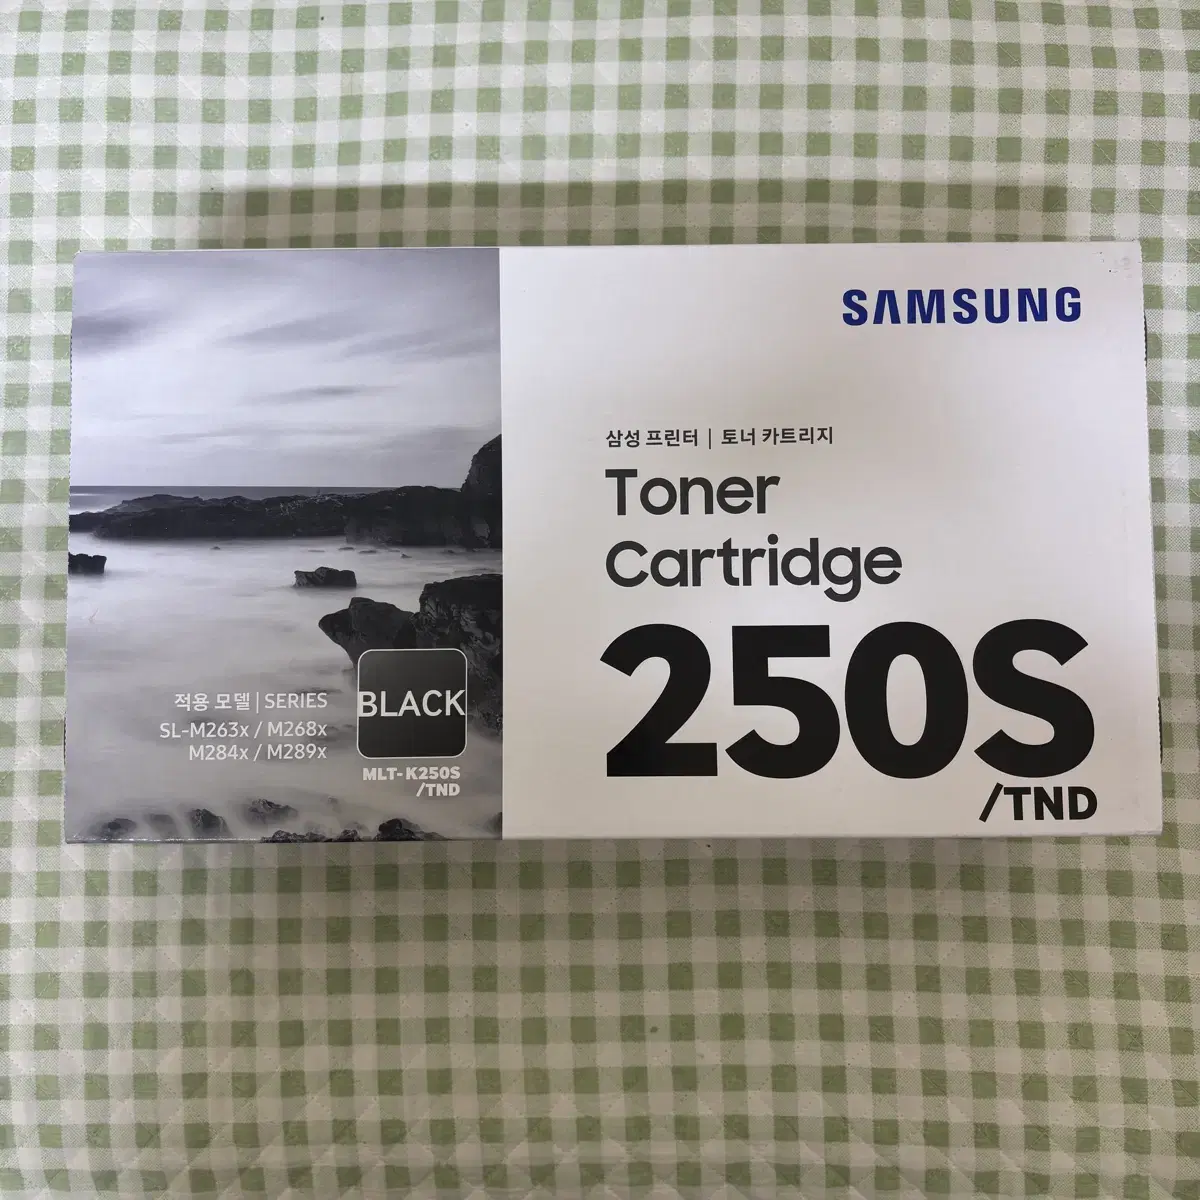 SAMSUNG
삼성 프린터 | 토너 카트리지
Toner
Cartridge
250S
/TND
적용 모델 | SERIES
SL-M263x / M268x
M284x / M289x
BLACK
MLT-K250S
/TND